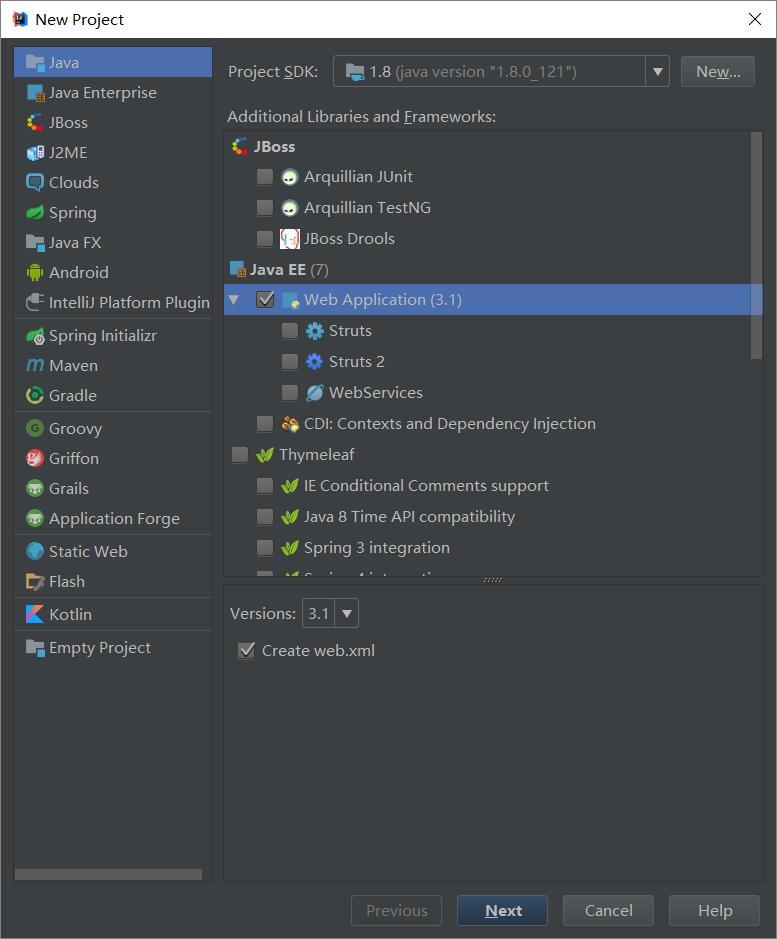 New Project
Java
Java Enterprise
JBoss
J2ME
Clouds
Spring
Java FX
Android
IntelliJ Platform Plugin
Spring Initializr
Maven
Gradle
Groovy
Griffon
Grails
Application Forge
Static Web
Flash
Kotlin
Empty Project
Project SDK: 1.8 (java version "1.8.0_121") New...
Additional Libraries and Frameworks:
JBoss
Arquillian JUnit
Arquillian TestNG
JBoss Drools
Java EE (7)
Web Application (3.1)
Struts
Struts 2
WebServices
CDI: Contexts and Dependency Injection
Thymeleaf
IE Conditional Comments support
Java 8 Time API compatibility
Spring 3 integration
Versions: 3.1
Create web.xml
Previous Next Cancel Help